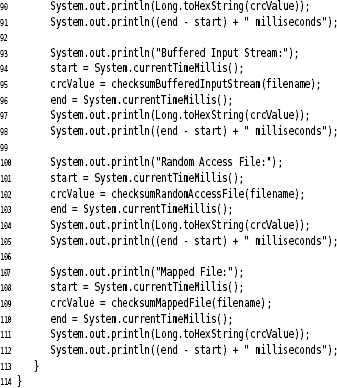 90 System.out.println(Long.toHexString(crcValue));
91 System.out.println((end - start) + " milliseconds");
92
93 System.out.println("Buffered Input Stream:");
94 start = System.currentTimeMillis();
95 crcValue = checksumBufferedInputStream(filename);
96 end = System.currentTimeMillis();
97 System.out.println(Long.toHexString(crcValue));
98 System.out.println((end - start) + " milliseconds");
99
100 System.out.println("Random Access File:");
101 start = System.currentTimeMillis();
102 crcValue = checksumRandomAccessFile(filename);
103 end = System.currentTimeMillis();
104 System.out.println(Long.toHexString(crcValue));
105 System.out.println((end - start) + " milliseconds");
106
107 System.out.println("Mapped File:");
108 start = System.currentTimeMillis();
109 crcValue = checksumMappedFile(filename);
110 end = System.currentTimeMillis();
111 System.out.println(Long.toHexString(crcValue));
112 System.out.println((end - start) + " milliseconds");
113 }
114 }